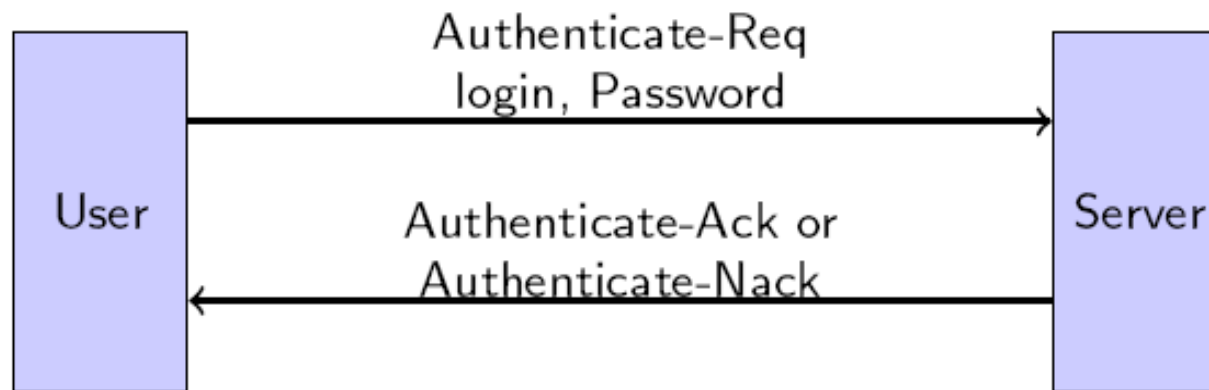 Authenticate-Req
login, Password
User
Authenticate-Ack or
Authenticate-Nack
Server